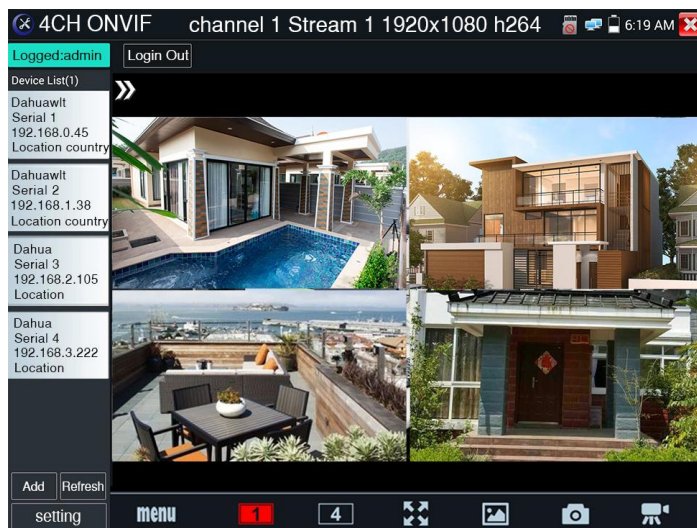 4CH ONVIF channel 1 Stream 1 1920x1080 h264 6:19 AM
Logged:admin Login Out
Device List(1)
Dahuawlt
Serial 1
192.168.0.45
Location country
Dahuawlt
Serial 2
192.168.1.38
Location country
Dahua
Serial 3
192.168.2.105
Location
Dahua
Serial 4
192.168.3.222
Location
Add Refresh
setting menu 1 4